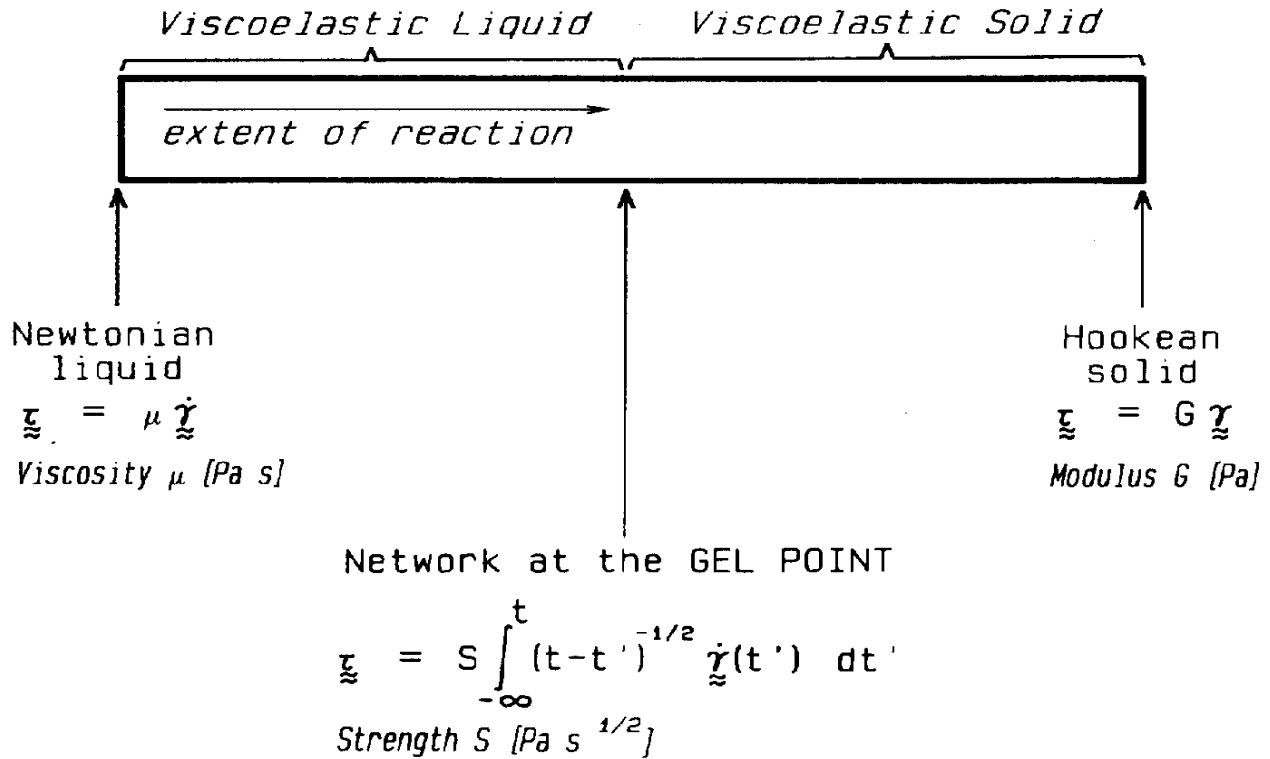 Viscoelastic Liquid Viscoelastic Solid
extent of reaction
Newtonian
liquid
τ = μ γ̇
Viscosity μ [Pa s]
Hookean
solid
τ = G γ
Modulus G [Pa]
Network at the GEL POINT
τ = S ∫_{-∞}^{t} (t-t')^{-1/2} γ̇(t') dt'
Strength S [Pa s^{1/2}]